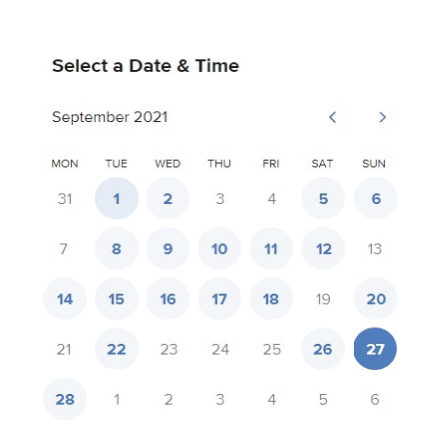 Select a Date & Time
September 2021
MON TUE WED THU FRI SAT SUN
31 1 2 3 4 5 6
7 8 9 10 11 12 13
14 15 16 17 18 19 20
21 22 23 24 25 26 27
28 1 2 3 4 5 6